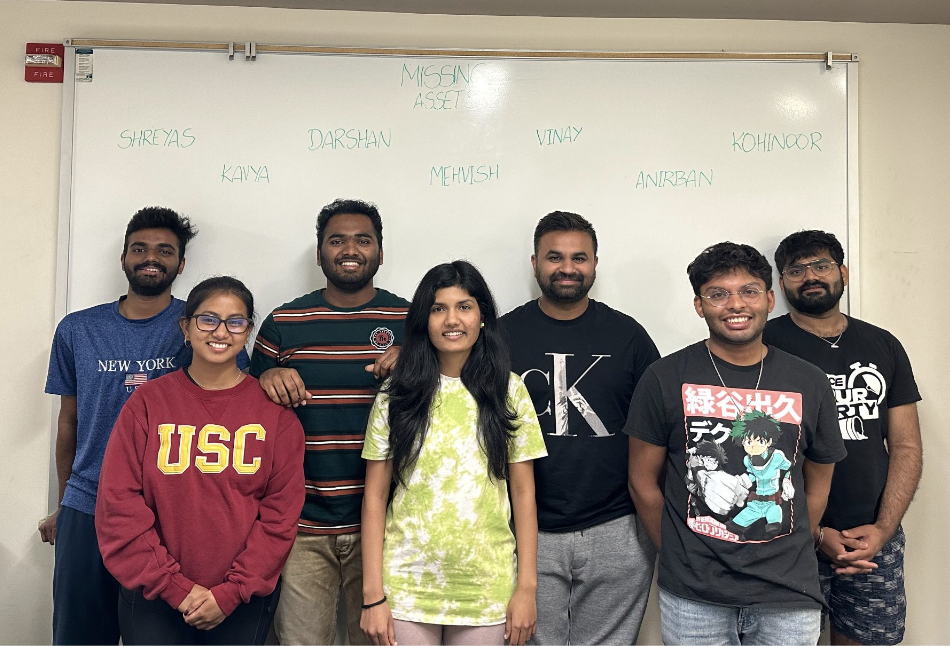 FIRE
FIRE
MISSING
ASSET
SHREYAS
DARSHAN
VINAY
KOHINOOR
KAVYA
MEHVISH
ANIRBAN
NEW YORK
USC
CK
緑谷出久
デク